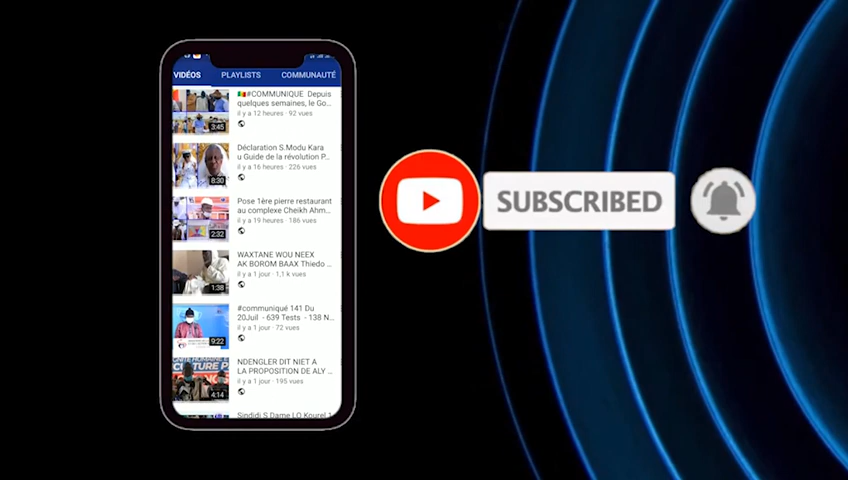 VIDÉOS PLAYLISTS COMMUNAUTÉ
#COMMUNIQUE Depuis
quelques semaines, le Go...
il y a 12 heures · 92 vues
3:45
Déclaration S.Modu Kara
u Guide de la révolution P...
il y a 16 heures · 226 vues
8:30
Pose 1ère pierre restaurant
au complexe Cheikh Ahm...
il y a 19 heures · 186 vues
2:32
WAXTANE WOU NEEX
AK BOROM BAAX Thiedo ...
il y a 1 jour · 1,1 k vues
1:38
#communiqué 141 Du
20Juil - 639 Tests - 138 N...
il y a 1 jour · 72 vues
9:22
NDENGLER DIT NIET A
LA PROPOSITION DE ALY ...
il y a 1 jour · 195 vues
4:14
Sindidi S Dame LO Kourel 1
SUBSCRIBED